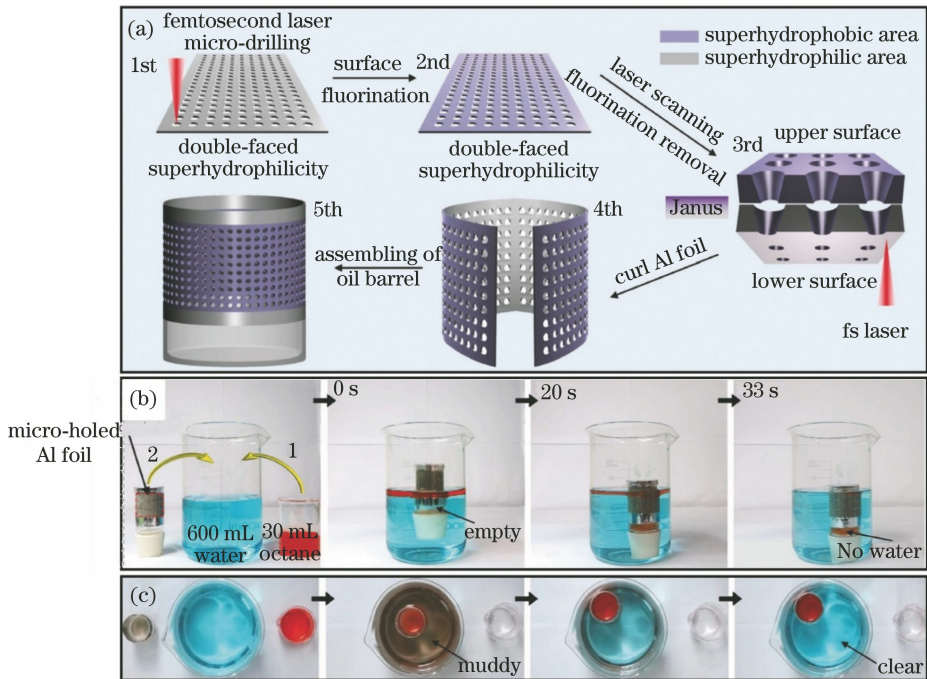 (a)
femtosecond laser
micro-drilling
1st
surface
fluorination
2nd
double-faced
superhydrophilicity
double-faced
superhydrophilicity
superhydrophobic area
superhydrophilic area
laser scanning
fluorination removal
3rd
upper surface
Janus
lower surface
fs laser
curl Al foil
4th
assembling of
oil barrel
5th
(b)
micro-holed
Al foil
2
1
600 mL
water
30 mL
octane
0 s
empty
20 s
33 s
No water
(c)
muddy
clear